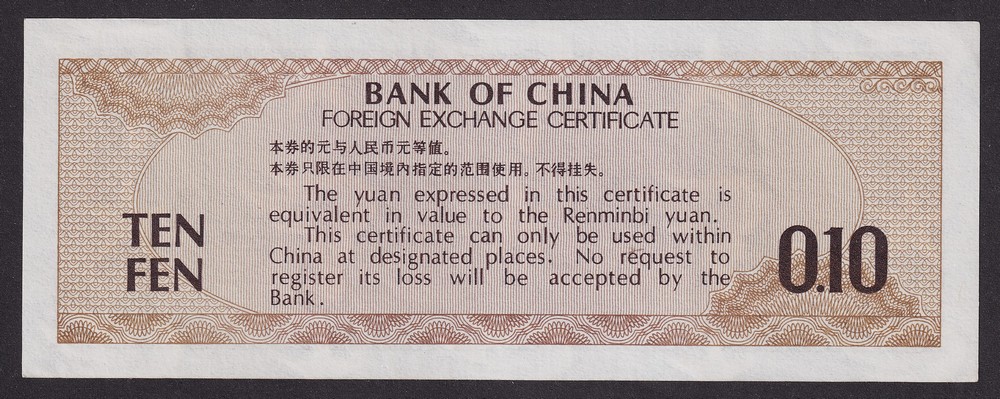 BANK OF CHINA
FOREIGN EXCHANGE CERTIFICATE
本券的元与人民币元等值。
本券只限在中国境内指定的范围使用。不得挂失。
The yuan expressed in this certificate is
equivalent in value to the Renminbi yuan.
This certificate can only be used within
China at designated places. No request to
register its loss will be accepted by the
Bank.
TEN
FEN
0.10